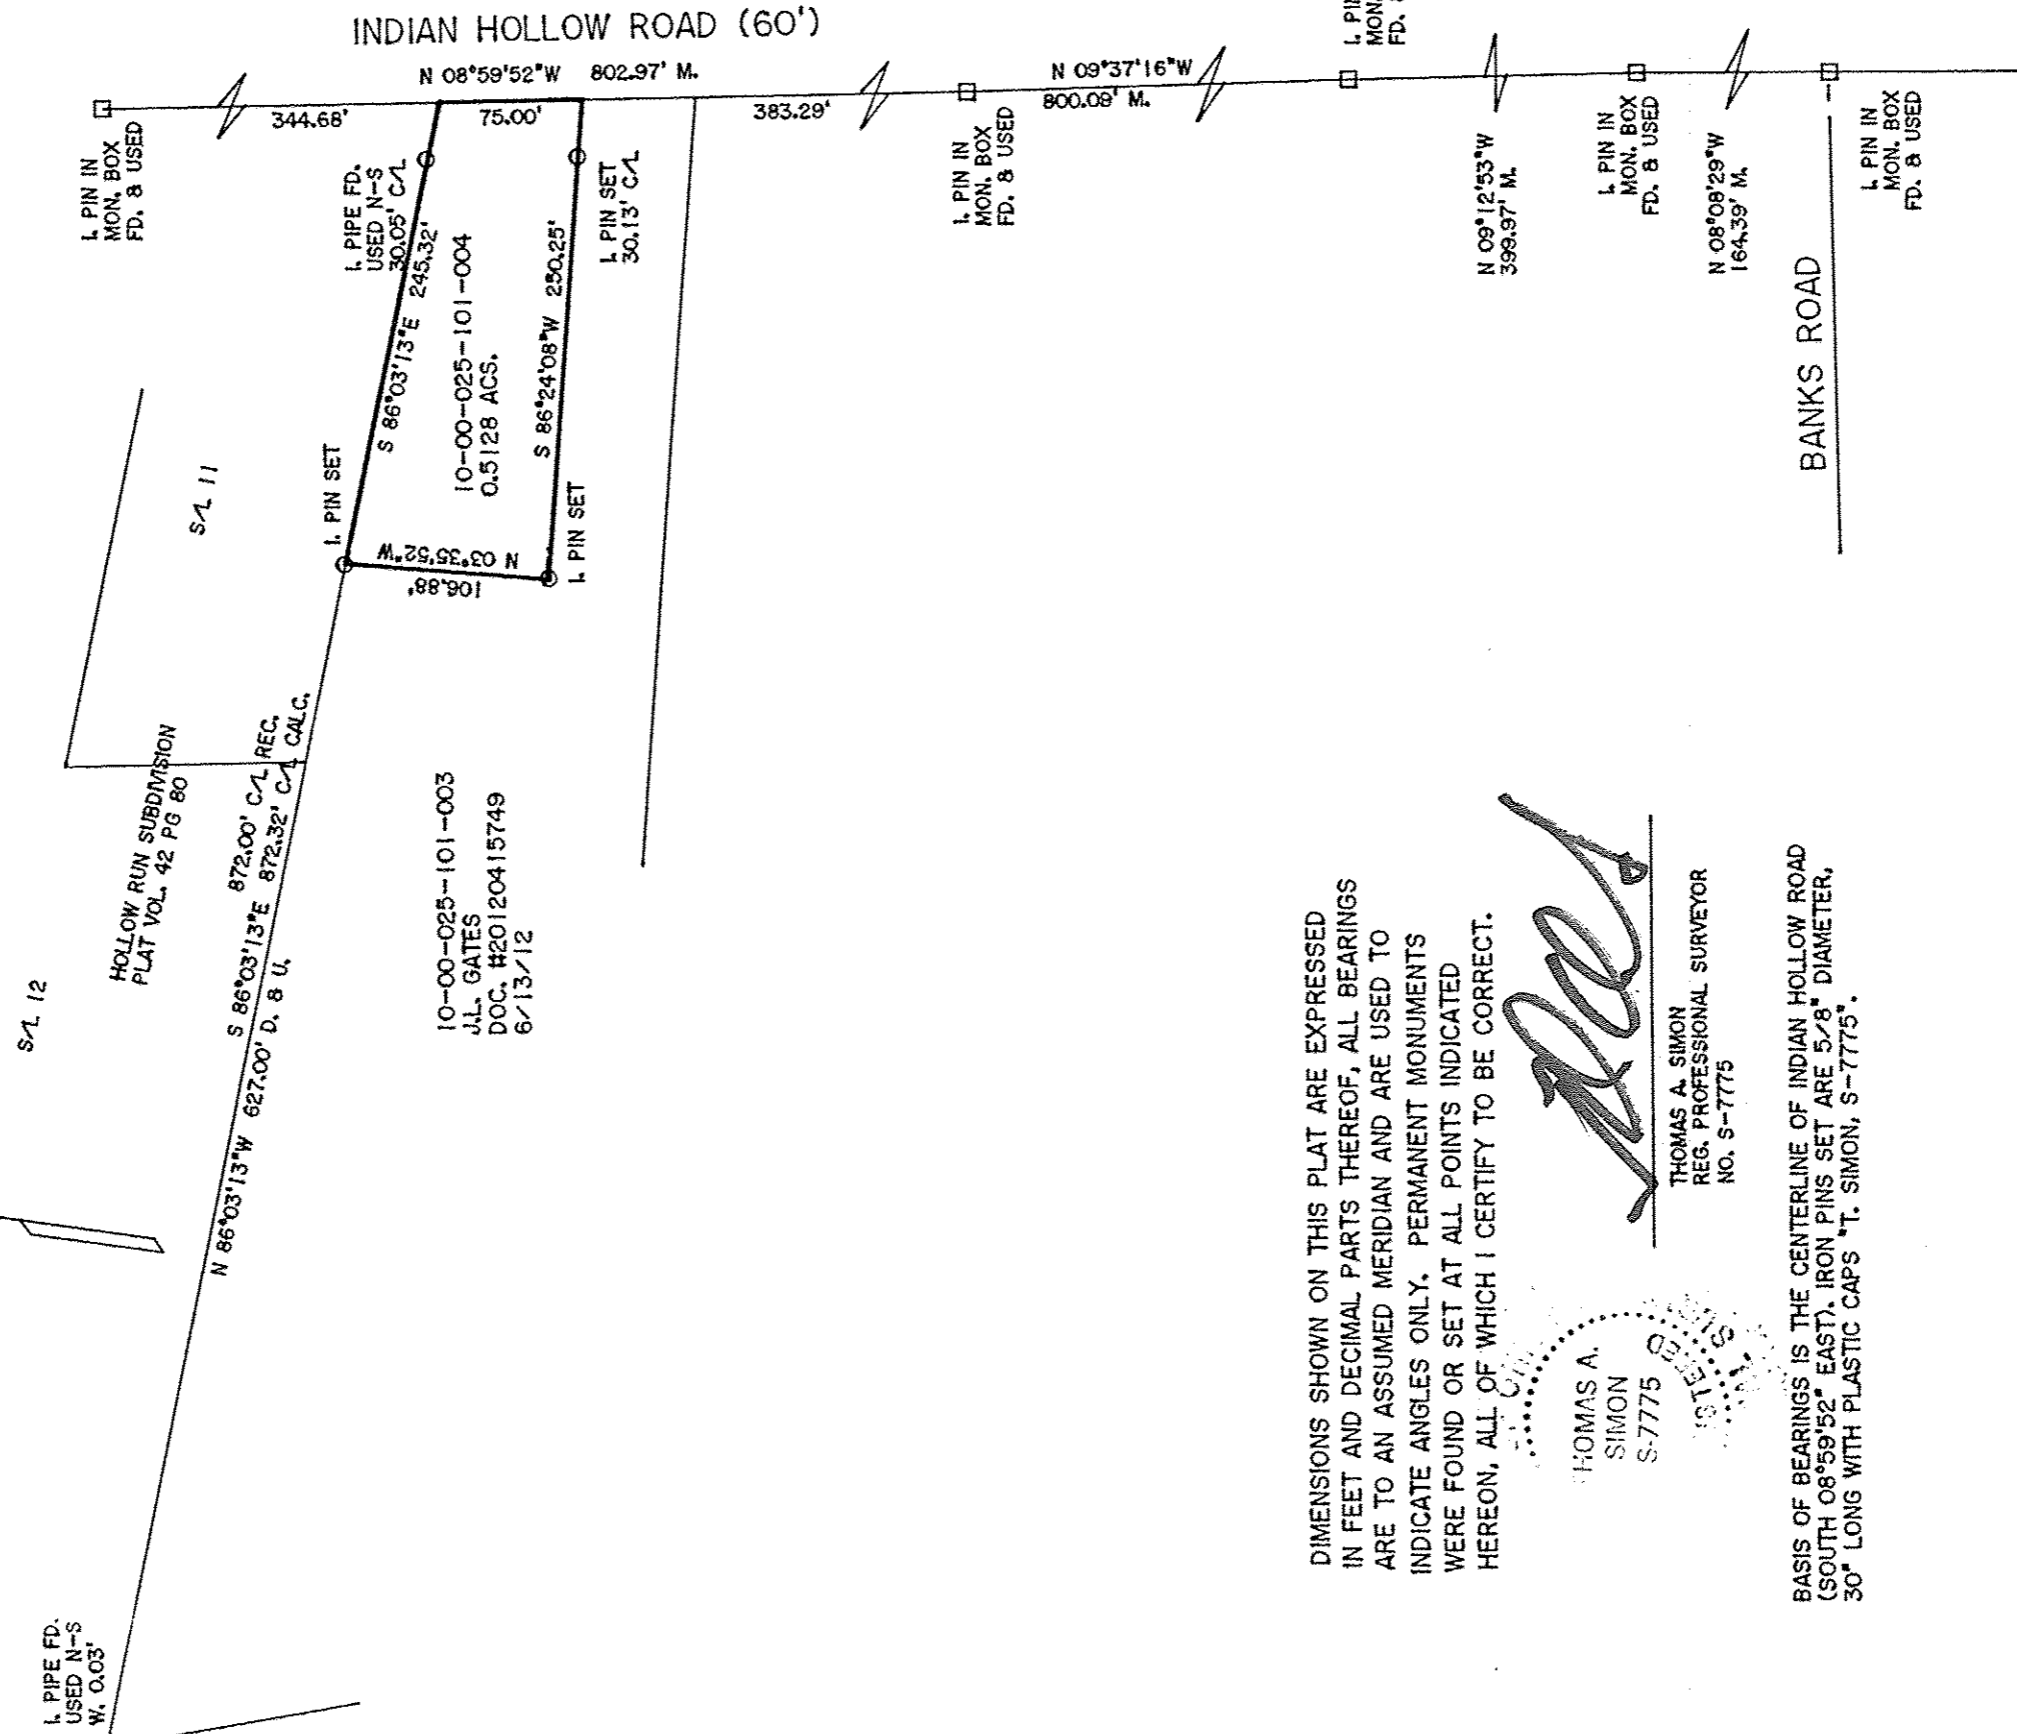 INDIAN HOLLOW ROAD (60')
N 08°59'52"W 802.97' M.
344.68'
75.00'
383.29'
N 09°37'16"W
800.09' M.
MON.
FD.
I. PIN IN
MON. BOX
FD. & USED
I. PIPE FD.
USED N-S
30.05' C/L
I. PIN SET
30.13' C/L
I. PIN IN
MON. BOX
FD. & USED
N 09°12'53"W
399.97' M.
I. PIN IN
MON. BOX
FD. & USED
N 08°08'29"W
164.39' M.
I. PIN IN
MON. BOX
FD. & USED
BANKS ROAD
S 86°03'13"E 245.32'
10-00-025-101-004
0.5128 ACS.
S 86°24'08"W 250.25'
I. PIN SET
N 03°35'52"W
106.88'
I. PIN SET
S/L 11
S/L 12
HOLLOW RUN SUBDIVISION
PLAT VOL. 42 PG 80
872.00' C/L REC.
S 86°03'13"E 872.32' C/L CALC.
N 86°03'13"W 627.00' D. & U.
10-00-025-101-003
J.L. GATES
DOC. #20120415749
6/13/12
I. PIPE FD.
USED N-S
W. 0.03'
DIMENSIONS SHOWN ON THIS PLAT ARE EXPRESSED
IN FEET AND DECIMAL PARTS THEREOF, ALL BEARINGS
ARE TO AN ASSUMED MERIDIAN AND ARE USED TO
INDICATE ANGLES ONLY. PERMANENT MONUMENTS
WERE FOUND OR SET AT ALL POINTS INDICATED
HEREON, ALL OF WHICH I CERTIFY TO BE CORRECT.
THOMAS A. SIMON
REG. PROFESSIONAL SURVEYOR
NO. S-7775
THOMAS A.
SIMON
S-7775
BASIS OF BEARINGS IS THE CENTERLINE OF INDIAN HOLLOW ROAD
(SOUTH 08°59'52" EAST). IRON PINS SET ARE 5/8" DIAMETER,
30" LONG WITH PLASTIC CAPS "T. SIMON, S-7775".